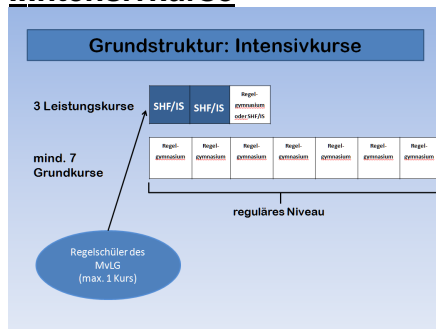 Grundstruktur: Intensivkurse
3 Leistungskurse
SHF/IS
SHF/IS
Regel-
gymnasium
oder SHF/IS
mind. 7
Grundkurse
Regel-
gymnasium
Regel-
gymnasium
Regel-
gymnasium
Regel-
gymnasium
Regel-
gymnasium
Regel-
gymnasium
Regel-
gymnasium
reguläres Niveau
Regelschüler des
MvLG
(max. 1 Kurs)